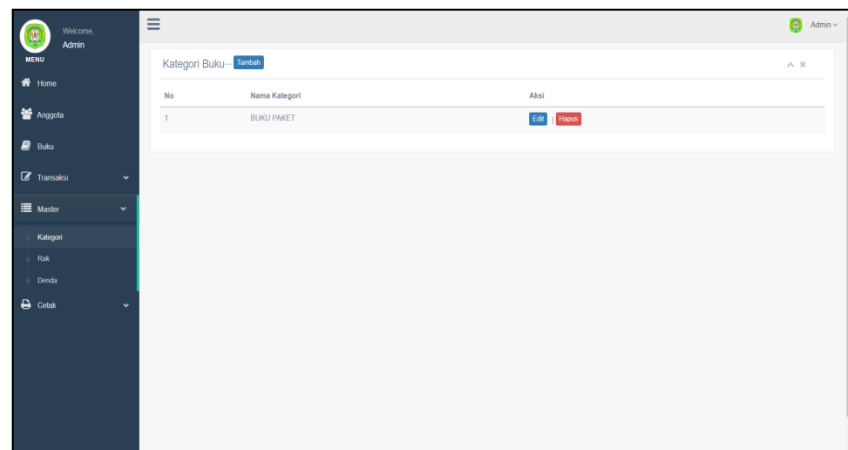 Welcome,
Admin
MENU
Home
Anggota
Buku
Transaksi
Master
Kategori
Rak
Denda
Cetak
Admin
Kategori Buku– Tambah
No Nama Kategori Aksi
1 BUKU PAKET Edit | Hapus